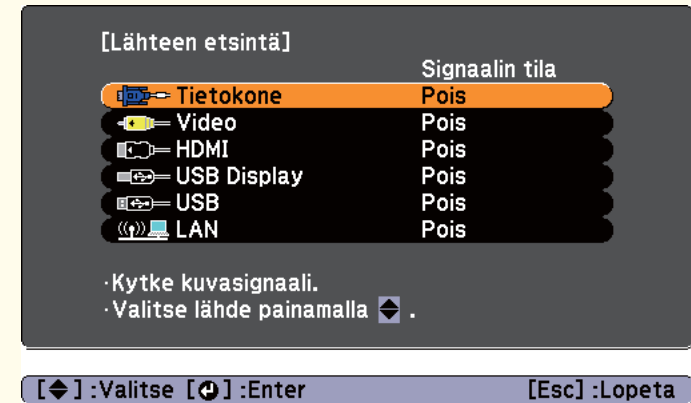 [Lähteen etsintä]
Signaalin tila
Tietokone Pois
Video Pois
HDMI Pois
USB Display Pois
USB Pois
LAN Pois
·Kytke kuvasignaali.
·Valitse lähde painamalla .
[ ] :Valitse [ ] :Enter [Esc] :Lopeta